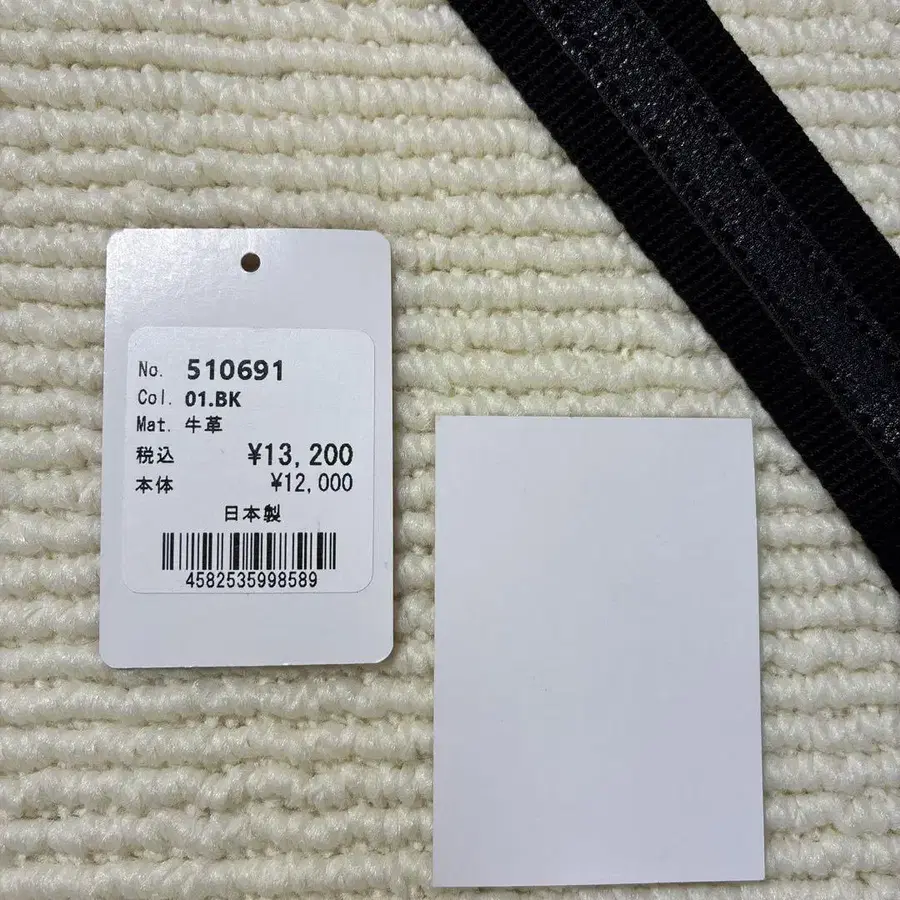 No. 510691
Col. 01.BK
Mat. 牛革
税込 ¥13,200
本体 ¥12,000
日本製
4582535998589